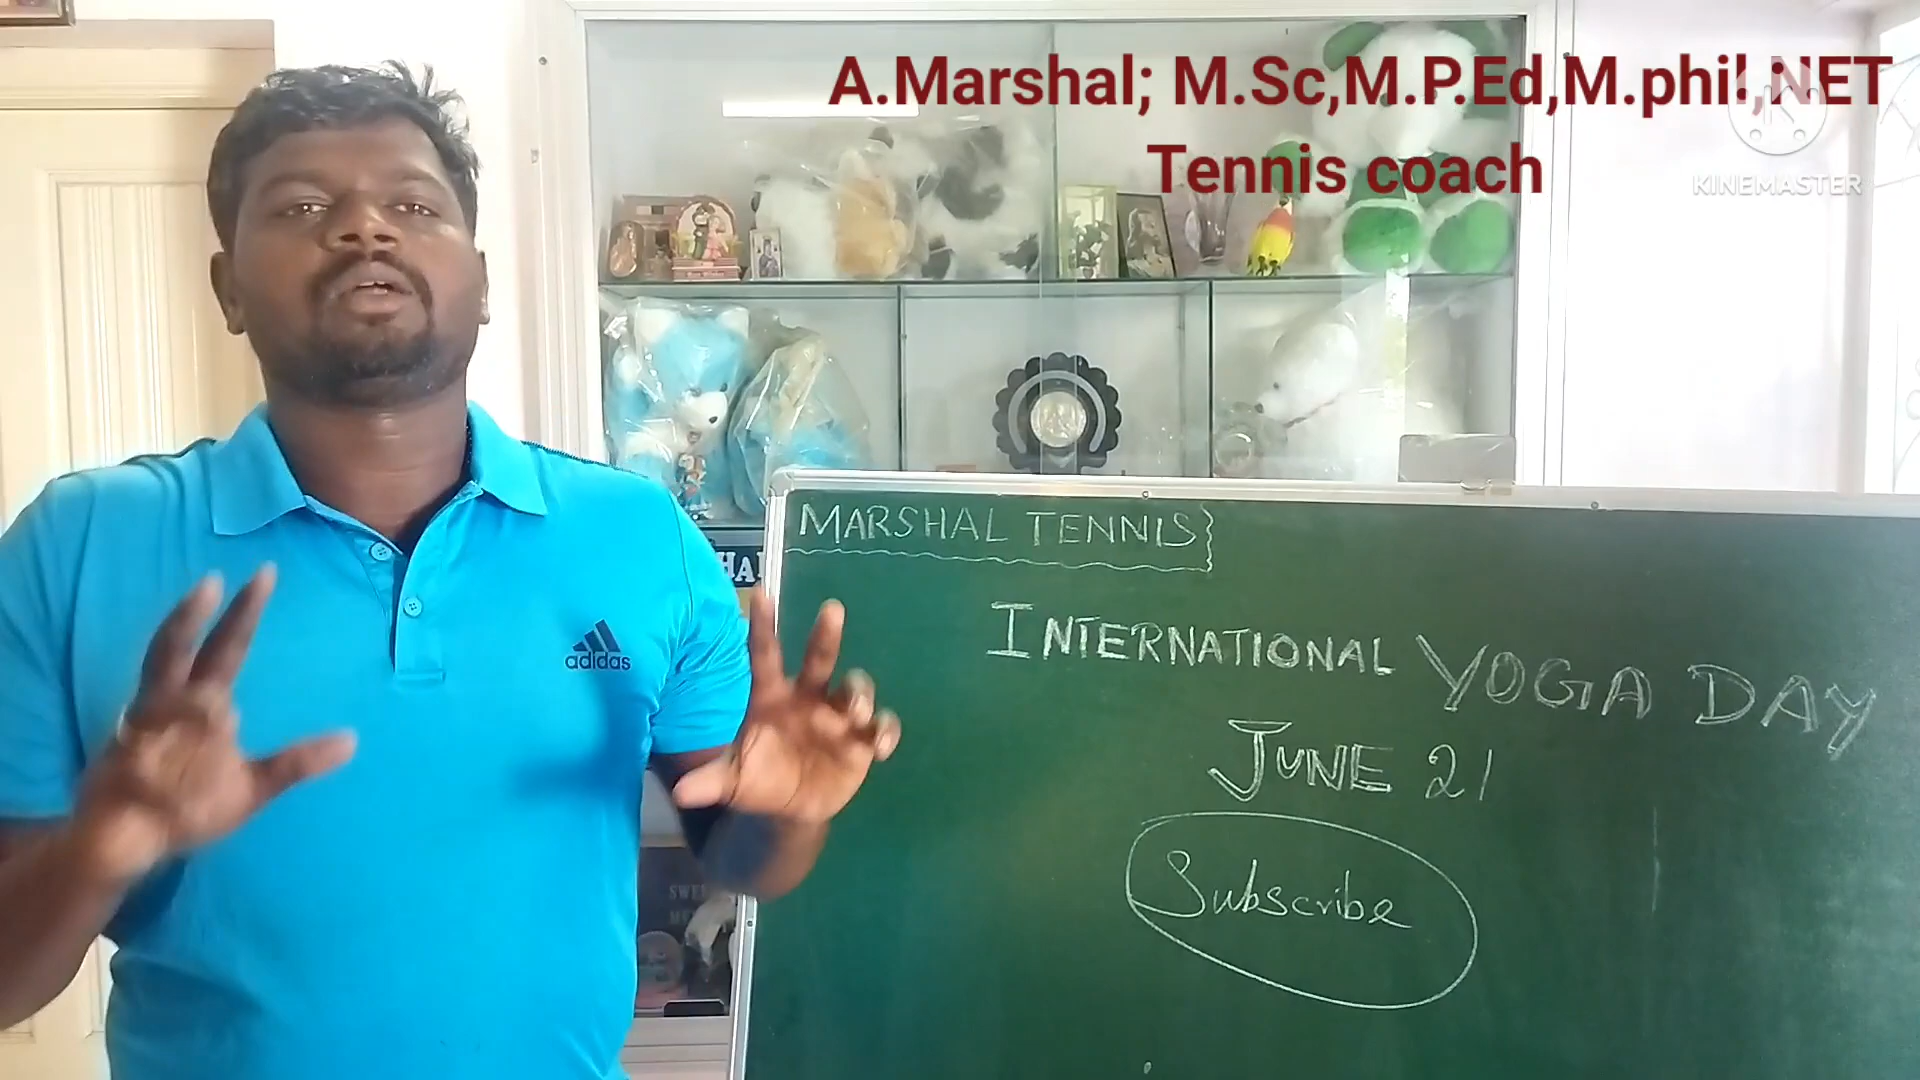 A.Marshal; M.Sc,M.P.Ed,M.phil,NET
Tennis coach
KINEMASTER
MARSHAL TENNIS
INTERNATIONAL YOGA DAY
JUNE 21
Subscribe
adidas